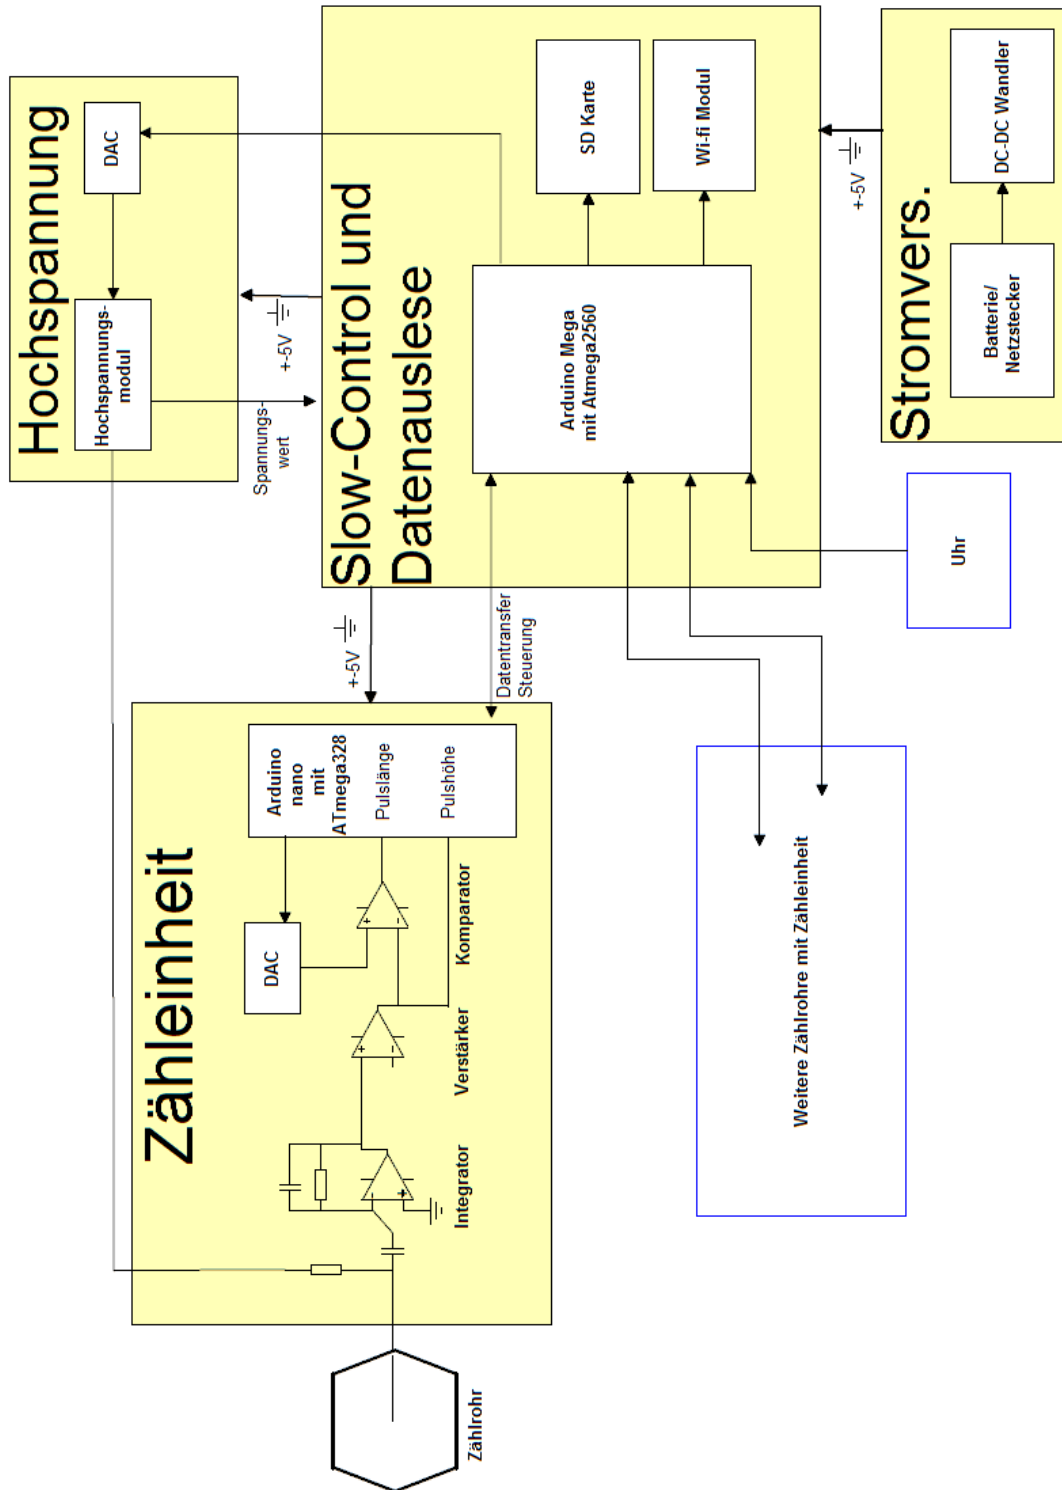 Hochspannung
DAC
Hochspannungs-
modul
Spannungs-
wert
+-5V
Slow-Control und
Datenauslese
SD Karte
Wi-fi Modul
Arduino Mega
mit Atmega2560
+-5V
Stromvers.
DC-DC Wandler
Batterie/
Netzstecker
Uhr
+-5V
Datentransfer
Steuerung
Zähleinheit
Arduino
nano
mit
ATmega328
Pulslänge
Pulshöhe
DAC
+
-
Komparator
+
-
Verstärker
-
+
Integrator
Zählrohr
Weitere Zählrohre mit Zähleinheit